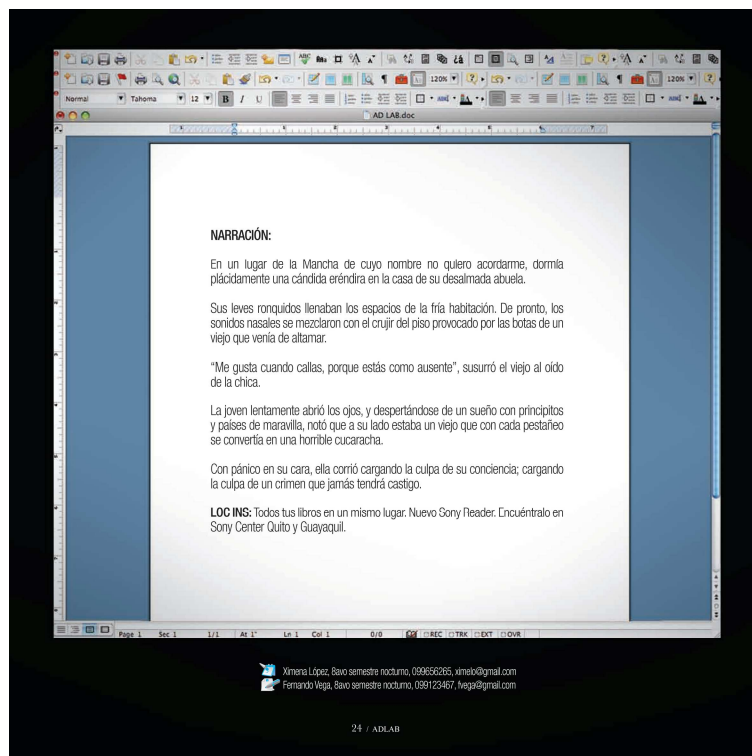 Normal Tahoma 12 B I U
120% 120%
AD LAB.doc
NARRACIÓN:
En un lugar de la Mancha de cuyo nombre no quiero acordarme, dormía
plácidamente una cándida eréndira en la casa de su desalmada abuela.
Sus leves ronquidos llenaban los espacios de la fría habitación. De pronto, los
sonidos nasales se mezclaron con el crujir del piso provocado por las botas de un
viejo que venía de altamar.
“Me gusta cuando callas, porque estás como ausente”, susurró el viejo al oído
de la chica.
La joven lentamente abrió los ojos, y despertándose de un sueño con principitos
y países de maravilla, notó que a su lado estaba un viejo que con cada pestañeo
se convertía en una horrible cucaracha.
Con pánico en su cara, ella corrió cargando la culpa de su conciencia; cargando
la culpa de un crimen que jamás tendrá castigo.
LOC INS: Todos tus libros en un mismo lugar. Nuevo Sony Reader. Encuéntralo en
Sony Center Quito y Guayaquil.
Page 1 Sec 1 1/1 At 1" Ln 1 Col 1 0/0 REC TRK EXT OVR
Ximena López, 8avo semestre nocturno, 099656265, ximelo@gmail.com
Fernando Vega, 8avo semestre nocturno, 099123467, fvega@gmail.com
24 / ADLAB